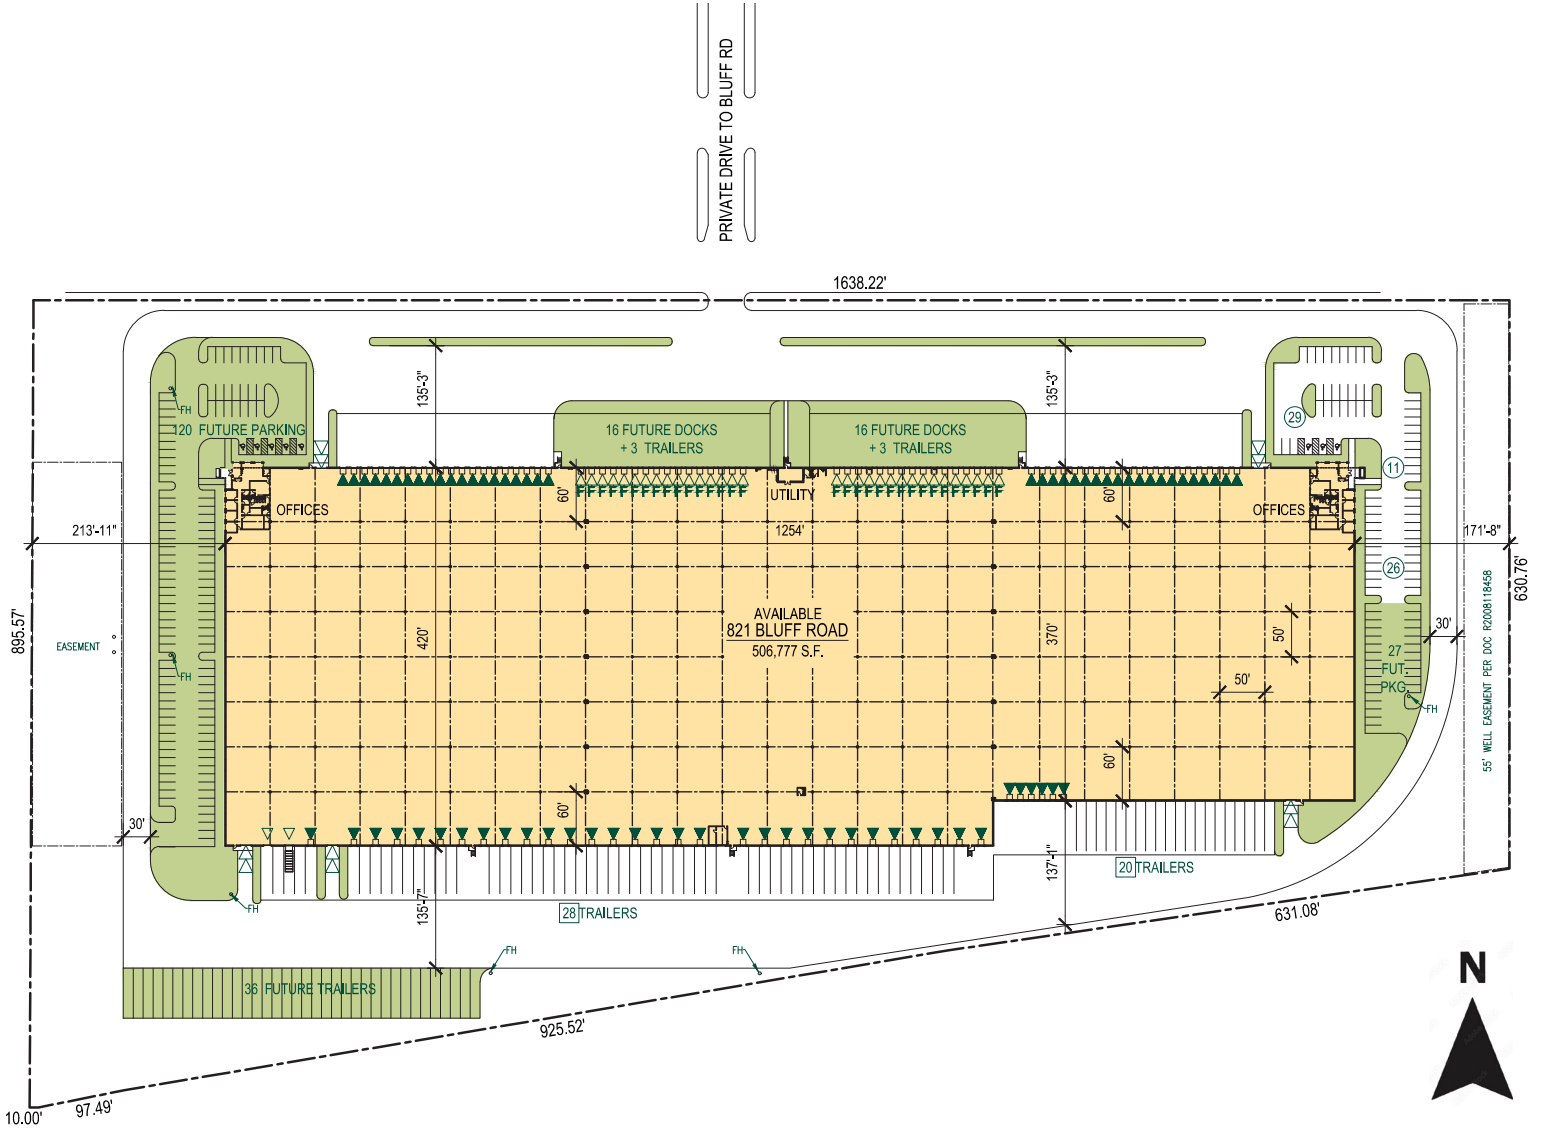 PRIVATE DRIVE TO BLUFF RD
1638.22'
135'-3"
135'-3"
FH
120 FUTURE PARKING
16 FUTURE DOCKS
+ 3 TRAILERS
16 FUTURE DOCKS
+ 3 TRAILERS
29
11
60'
FFFFFFFFFFFFFFFF
UTILITY
FFFFFFFFFFFFFFFF
60'
OFFICES
OFFICES
213'-11"
1254'
171'-8"
26
630.76'
895.57'
EASEMENT
420'
AVAILABLE
821 BLUFF ROAD
506,777 S.F.
370'
50'
50'
30'
27
FUT.
PKG.
FH
FH
55' WELL EASEMENT PER DOC R2008118458
60'
60'
30'
FH
135'-7"
28 TRAILERS
137'-1"
20 TRAILERS
631.08'
FH
FH
36 FUTURE TRAILERS
925.52'
97.49'
10.00'
N